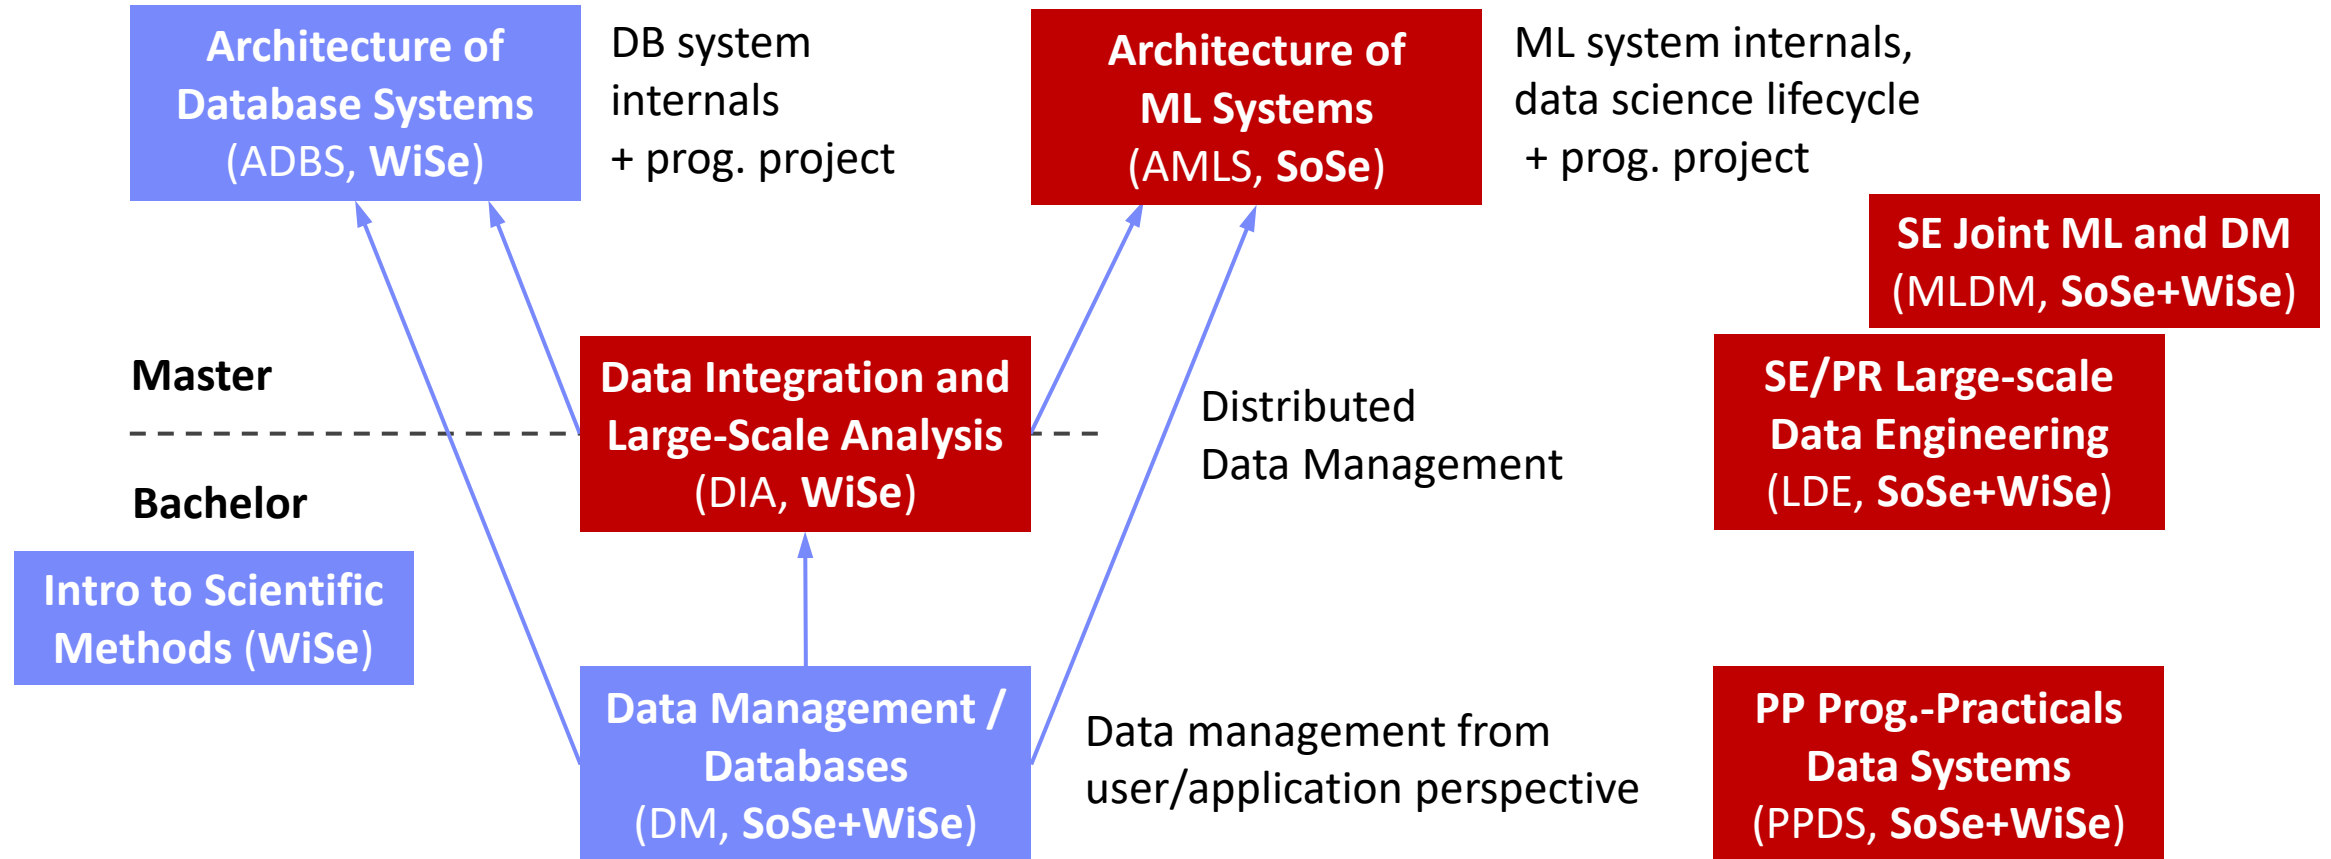 Architecture of
Database Systems
(ADBS, WiSe)
DB system
internals
+ prog. project
Architecture of
ML Systems
(AMLS, SoSe)
ML system internals,
data science lifecycle
+ prog. project
SE Joint ML and DM
(MLDM, SoSe+WiSe)
Master
Data Integration and
Large-Scale Analysis
(DIA, WiSe)
Distributed
Data Management
SE/PR Large-scale
Data Engineering
(LDE, SoSe+WiSe)
Bachelor
Intro to Scientific
Methods (WiSe)
Data Management /
Databases
(DM, SoSe+WiSe)
Data management from
user/application perspective
PP Prog.-Practicals
Data Systems
(PPDS, SoSe+WiSe)